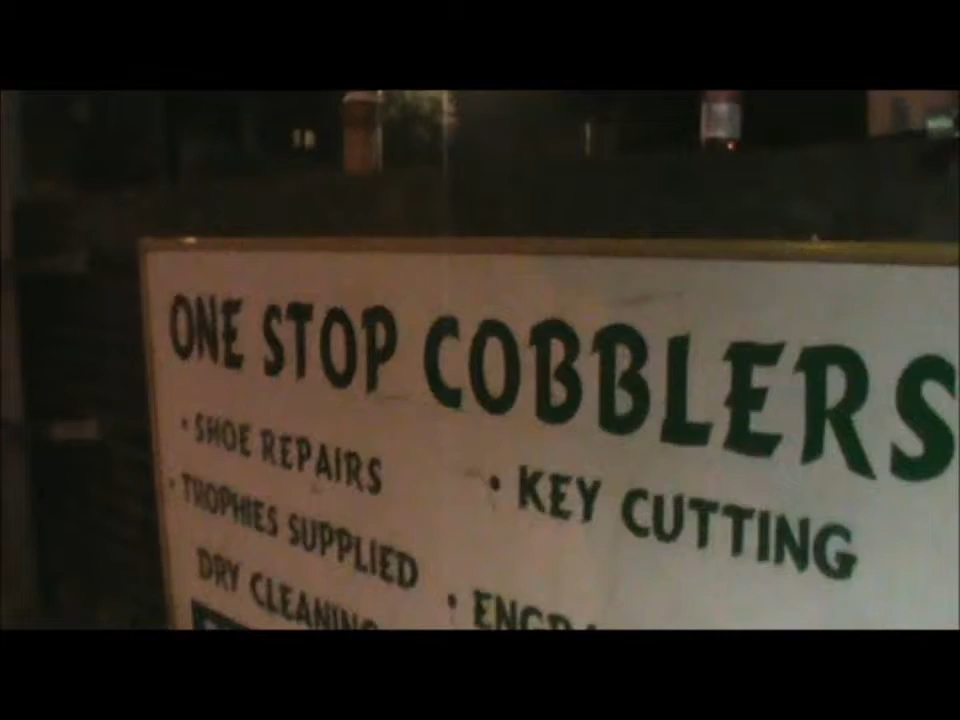 ONE STOP COBBLERS
• SHOE REPAIRS
• KEY CUTTING
• TROPHIES SUPPLIED
DRY CLEANING